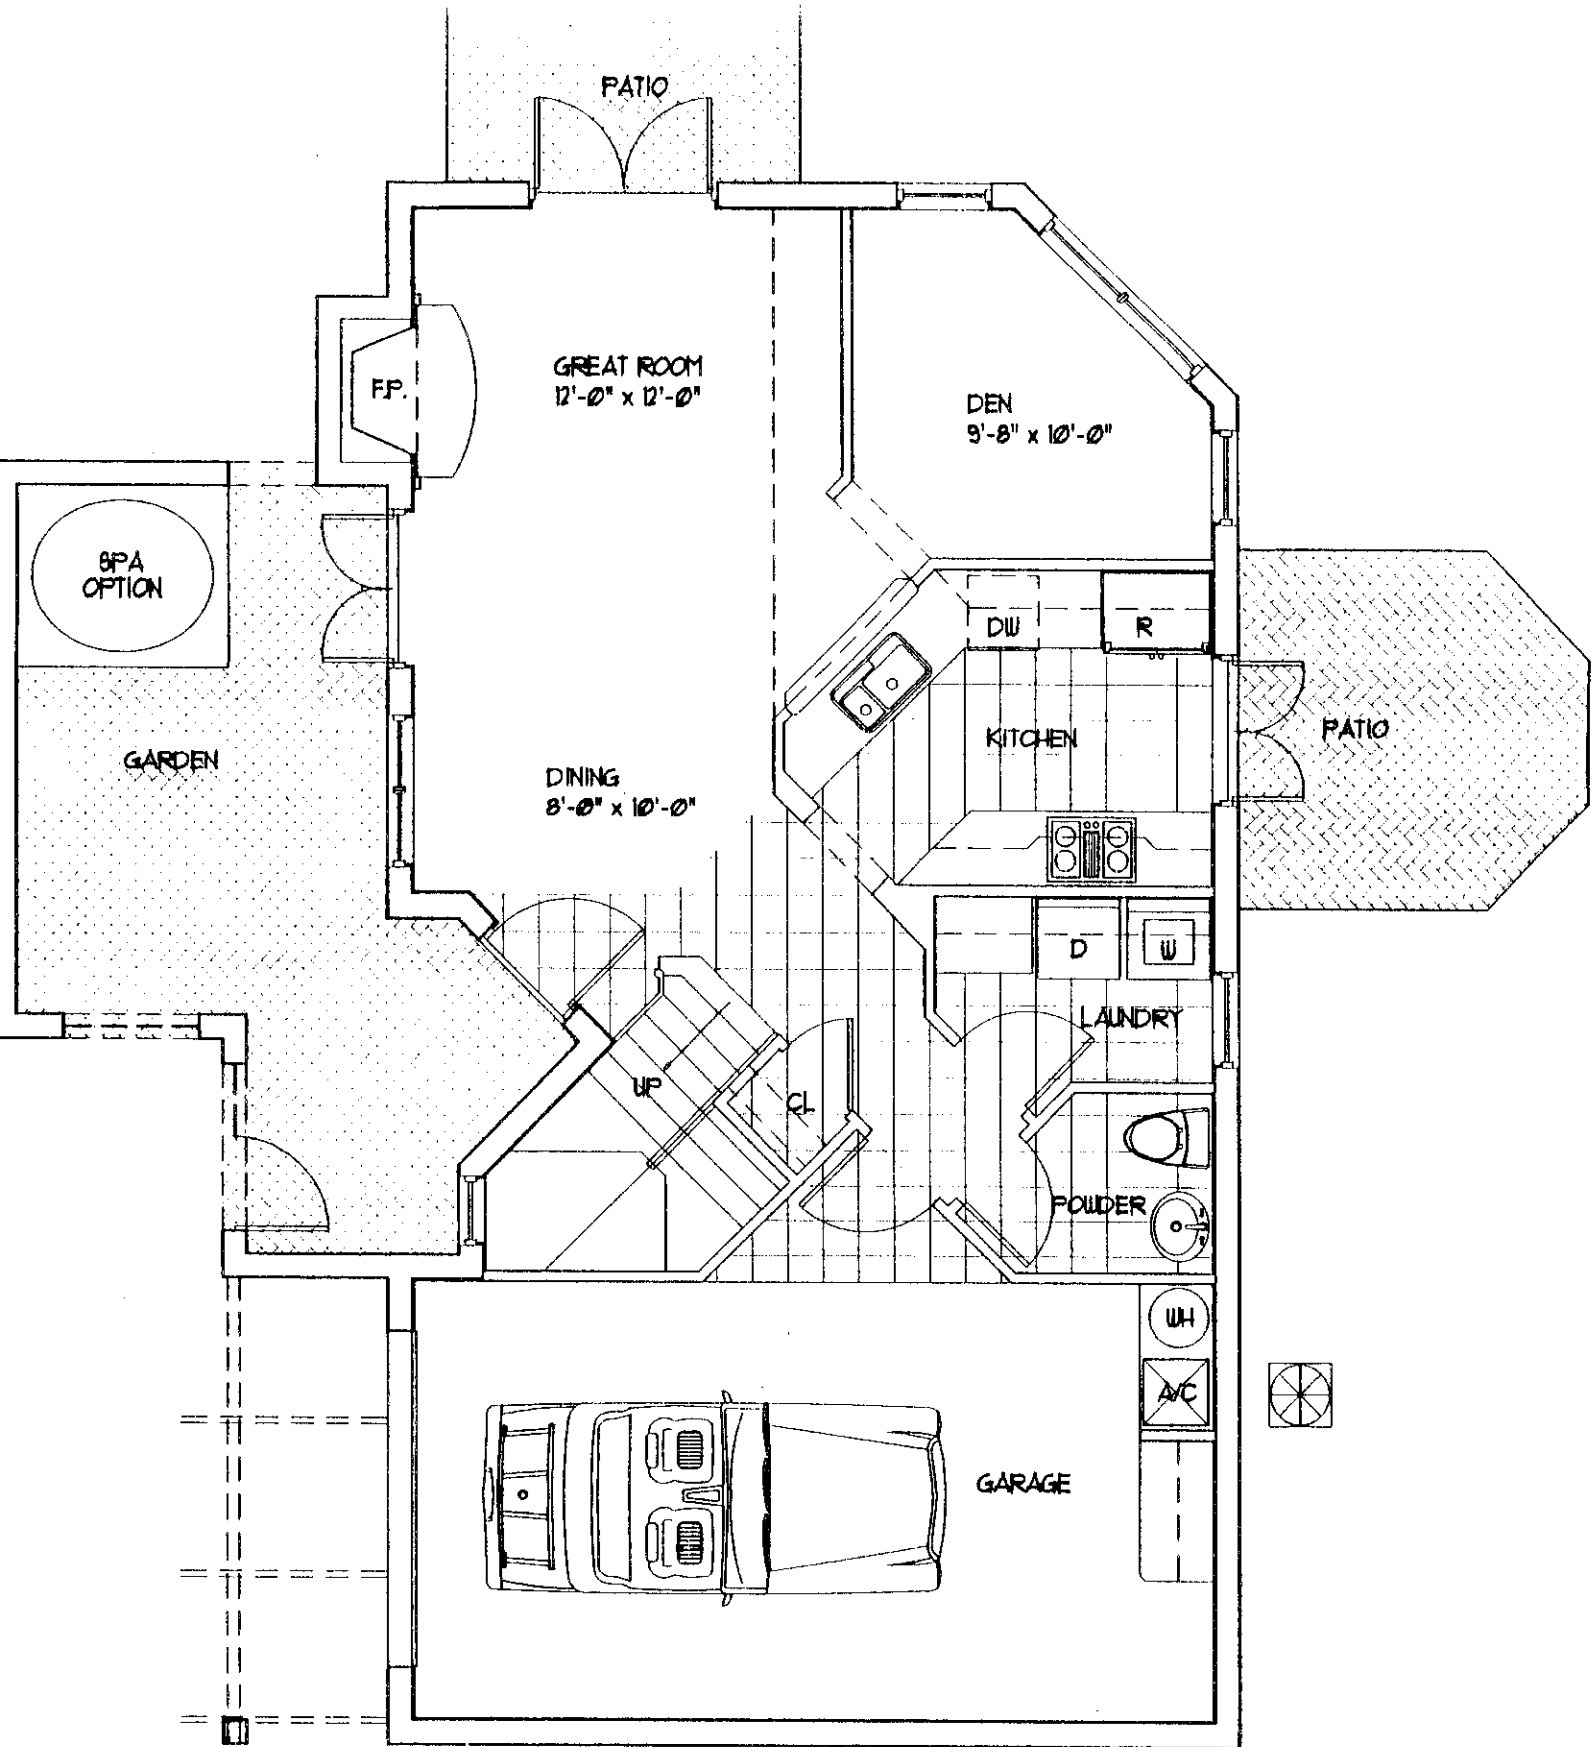 PATIO
GREAT ROOM
12'-0" x 12'-0"
F.P.
DEN
9'-8" x 10'-0"
SPA
OPTION
DW
R
GARDEN
KITCHEN
PATIO
DINING
8'-0" x 10'-0"
D
W
LAUNDRY
UP
CL
POWDER
WH
A/C
GARAGE